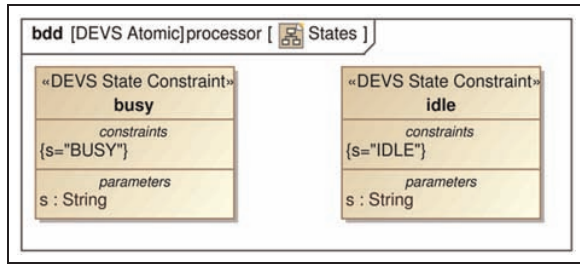 bdd [DEVS Atomic]processor [ States ]
«DEVS State Constraint»
busy
constraints
{s="BUSY"}
parameters
s : String
«DEVS State Constraint»
idle
constraints
{s="IDLE"}
parameters
s : String